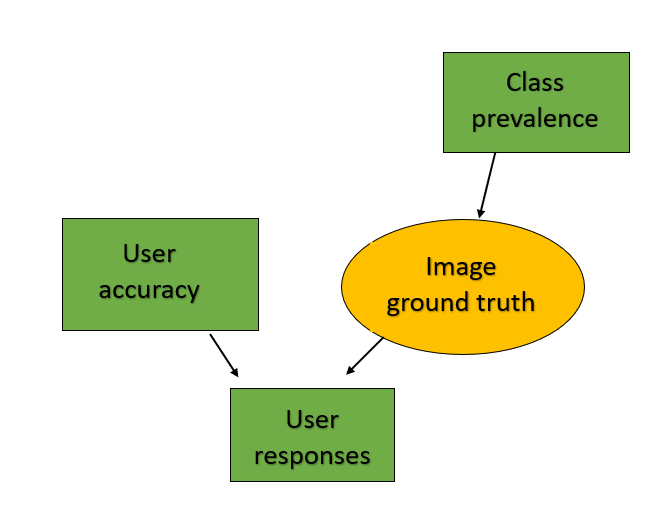 Class
prevalence
User
accuracy
Image
ground truth
User
responses